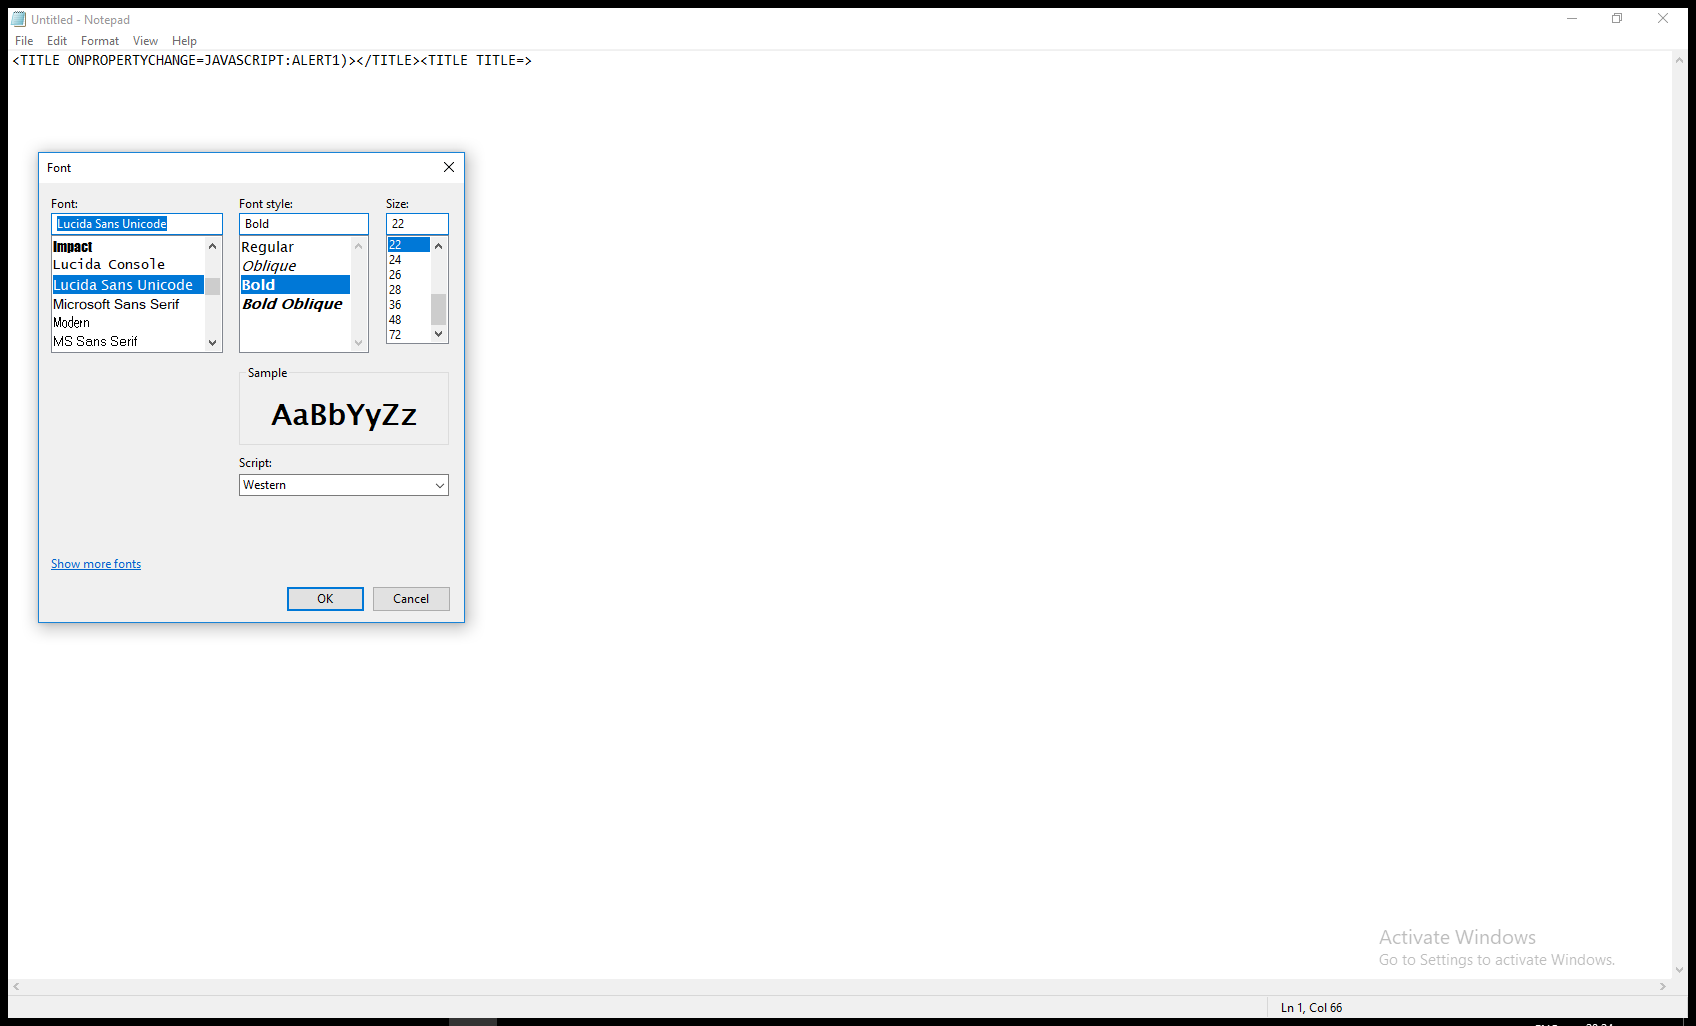 Untitled - Notepad
File Edit Format View Help
<TITLE ONPROPERTYCHANGE=JAVASCRIPT:ALERT1)></TITLE><TITLE TITLE=>
Font
Font: Font style: Size:
Lucida Sans Unicode Bold 22
Impact
Lucida Console
Lucida Sans Unicode
Microsoft Sans Serif
Modern
MS Sans Serif
Regular
Oblique
Bold
Bold Oblique
22
24
26
28
36
48
72
Sample
AaBbYyZz
Script:
Western
Show more fonts
OK Cancel
Activate Windows
Go to Settings to activate Windows.
Ln 1, Col 66